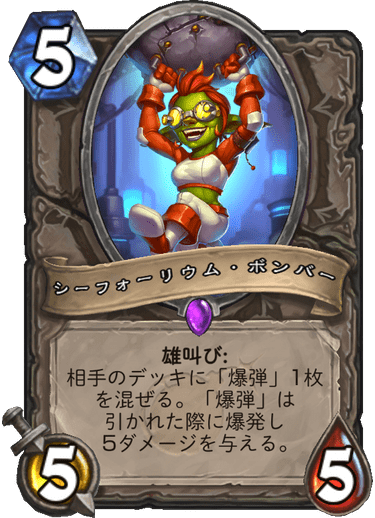 5
シーフォーリウム・ボンバー
雄叫び:
相手のデッキに「爆弾」1枚
を混ぜる。「爆弾」は
引かれた際に爆発し
5ダメージを与える。
5
5